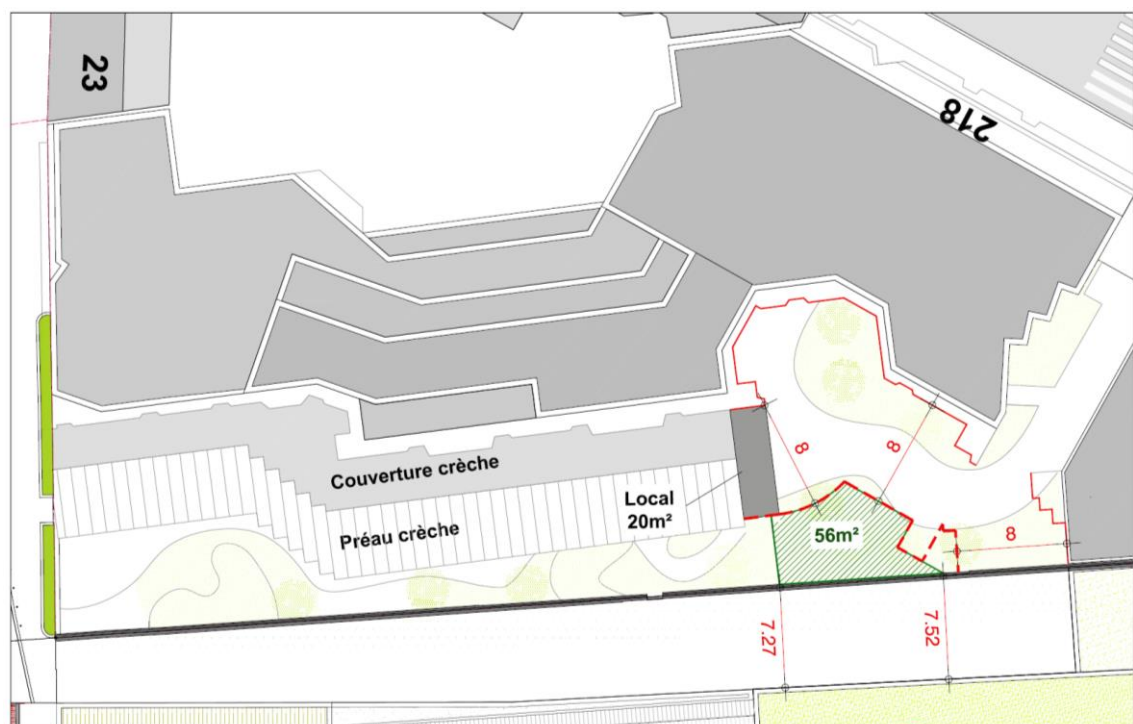 23
218
Couverture crèche
Préau crèche
Local
20m²
56m²
8
8
8
7.27
7.52